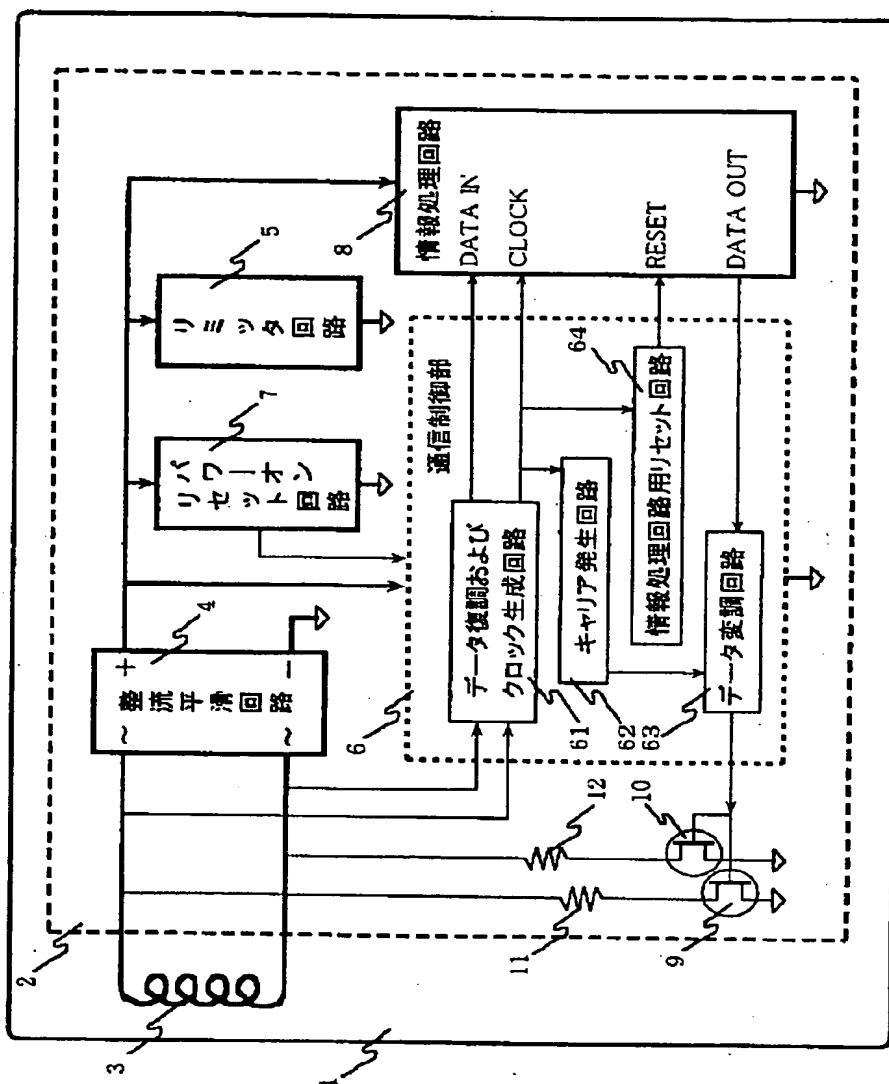 1
2
3
整流平滑回路
+
−
~
~
4
パワーオン
リセット回路
7
リミッタ回路
5
情報処理回路
8
DATA IN
CLOCK
RESET
DATA OUT
通信制御部
6
データ復調および
クロック生成回路
61
キャリア発生回路
62
情報処理回路用リセット回路
64
データ変調回路
63
11
12
9
10